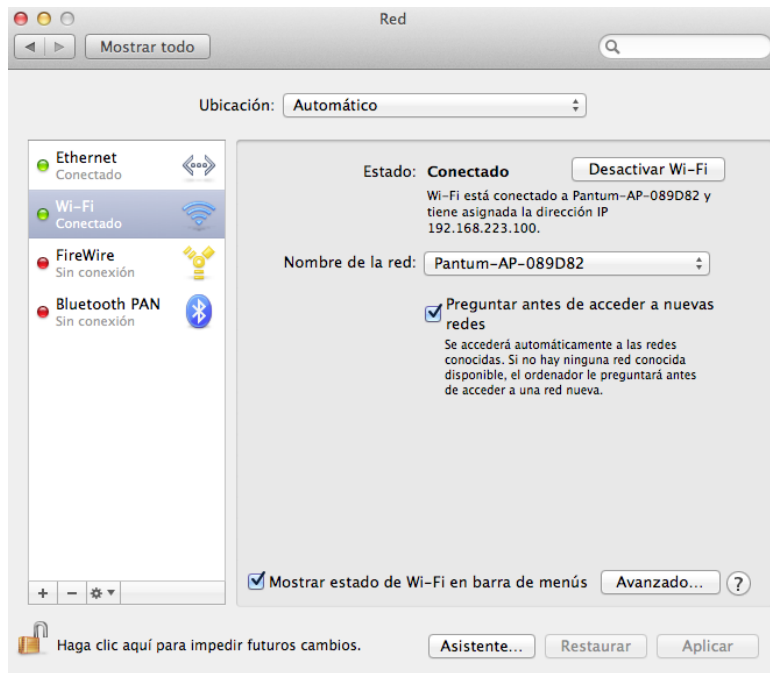 Red
Mostrar todo
Ubicación: Automático
Ethernet
Conectado
Wi-Fi
Conectado
FireWire
Sin conexión
Bluetooth PAN
Sin conexión
Estado: Conectado
Desactivar Wi-Fi
Wi-Fi está conectado a Pantum-AP-089D82 y
tiene asignada la dirección IP
192.168.223.100.
Nombre de la red: Pantum-AP-089D82
Preguntar antes de acceder a nuevas
redes
Se accederá automáticamente a las redes
conocidas. Si no hay ninguna red conocida
disponible, el ordenador le preguntará antes
de acceder a una red nueva.
Mostrar estado de Wi-Fi en barra de menús
Avanzado...
?
Haga clic aquí para impedir futuros cambios.
Asistente...
Restaurar
Aplicar